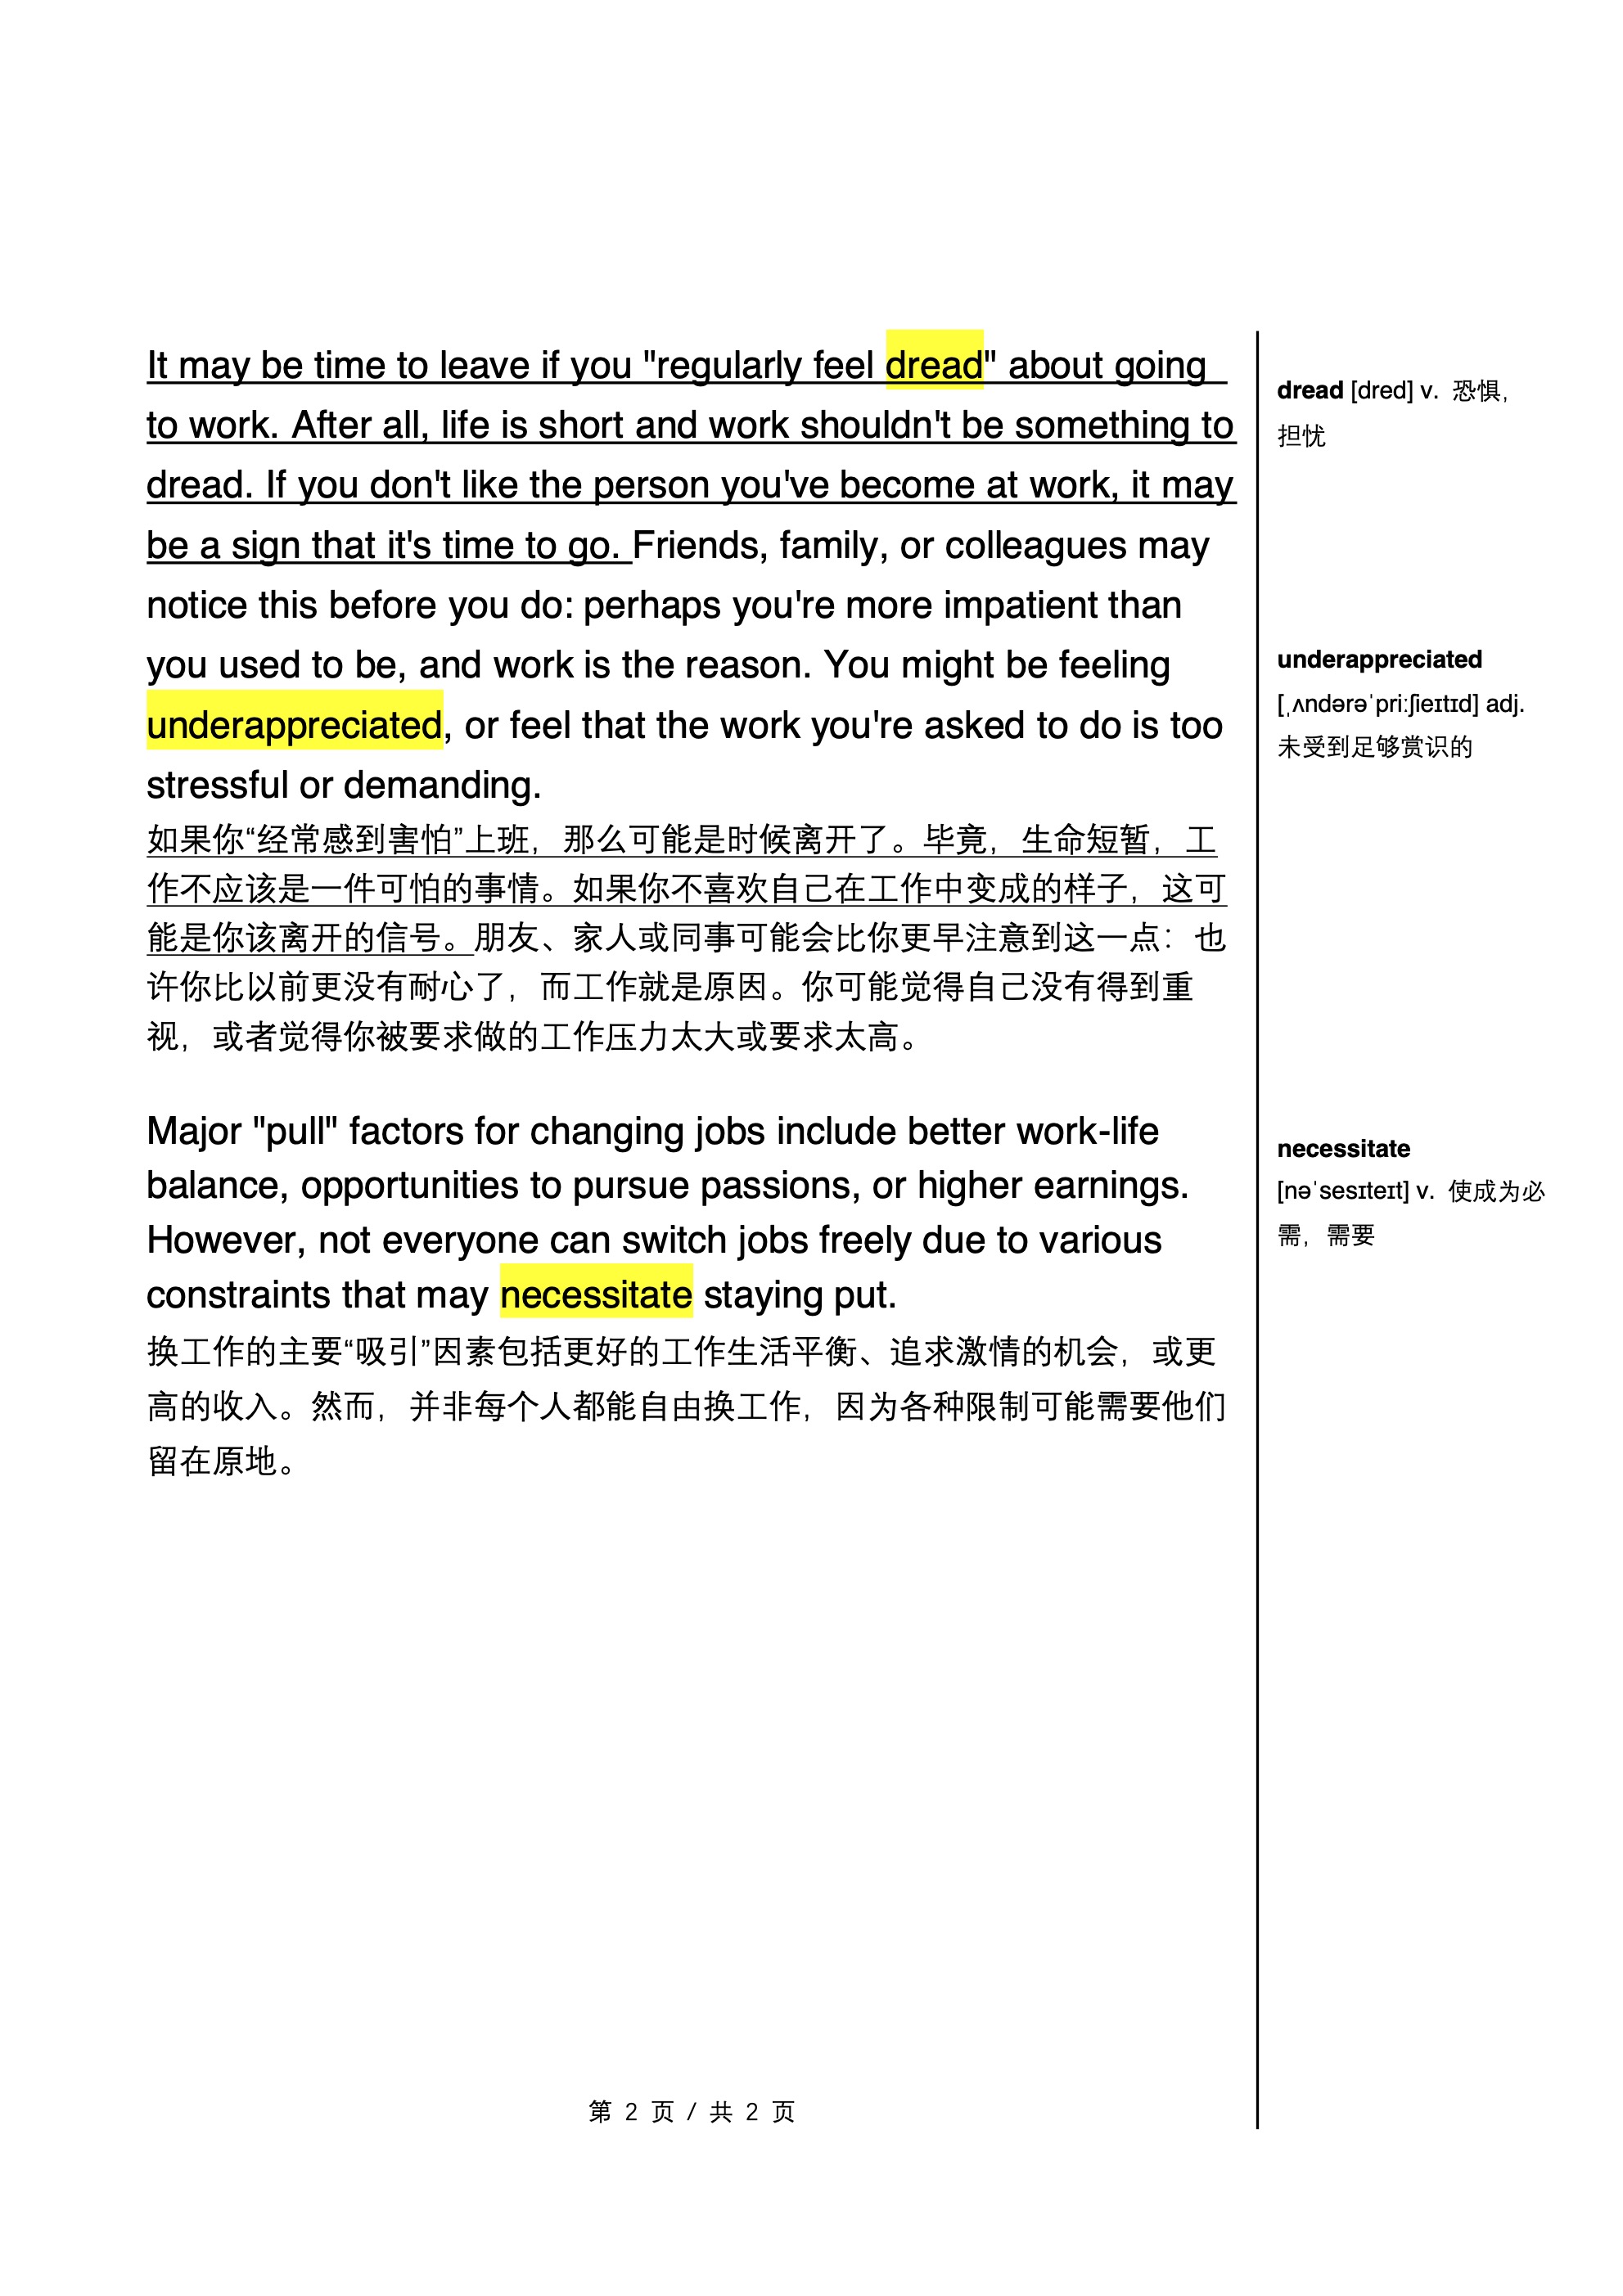 It may be time to leave if you "regularly feel dread" about going
to work. After all, life is short and work shouldn't be something to
dread. If you don't like the person you've become at work, it may
be a sign that it's time to go. Friends, family, or colleagues may
notice this before you do: perhaps you're more impatient than
you used to be, and work is the reason. You might be feeling
underappreciated, or feel that the work you're asked to do is too
stressful or demanding.
如果你“经常感到害怕”上班，那么可能是时候离开了。毕竟，生命短暂，工
作不应该是一件可怕的事情。如果你不喜欢自己在工作中变成的样子，这可
能是你该离开的信号。朋友、家人或同事可能会比你更早注意到这一点：也
许你比以前更没有耐心了，而工作就是原因。你可能觉得自己没有得到重
视，或者觉得你被要求做的工作压力太大或要求太高。
Major "pull" factors for changing jobs include better work-life
balance, opportunities to pursue passions, or higher earnings.
However, not everyone can switch jobs freely due to various
constraints that may necessitate staying put.
换工作的主要“吸引”因素包括更好的工作生活平衡、追求激情的机会，或更
高的收入。然而，并非每个人都能自由换工作，因为各种限制可能需要他们
留在原地。
dread [dred] v. 恐惧，
担忧
underappreciated
[ˌʌndərəˈpriːʃieɪtɪd] adj.
未受到足够赏识的
necessitate
[nəˈsesɪteɪt] v. 使成为必
需，需要
第 2 页 / 共 2 页